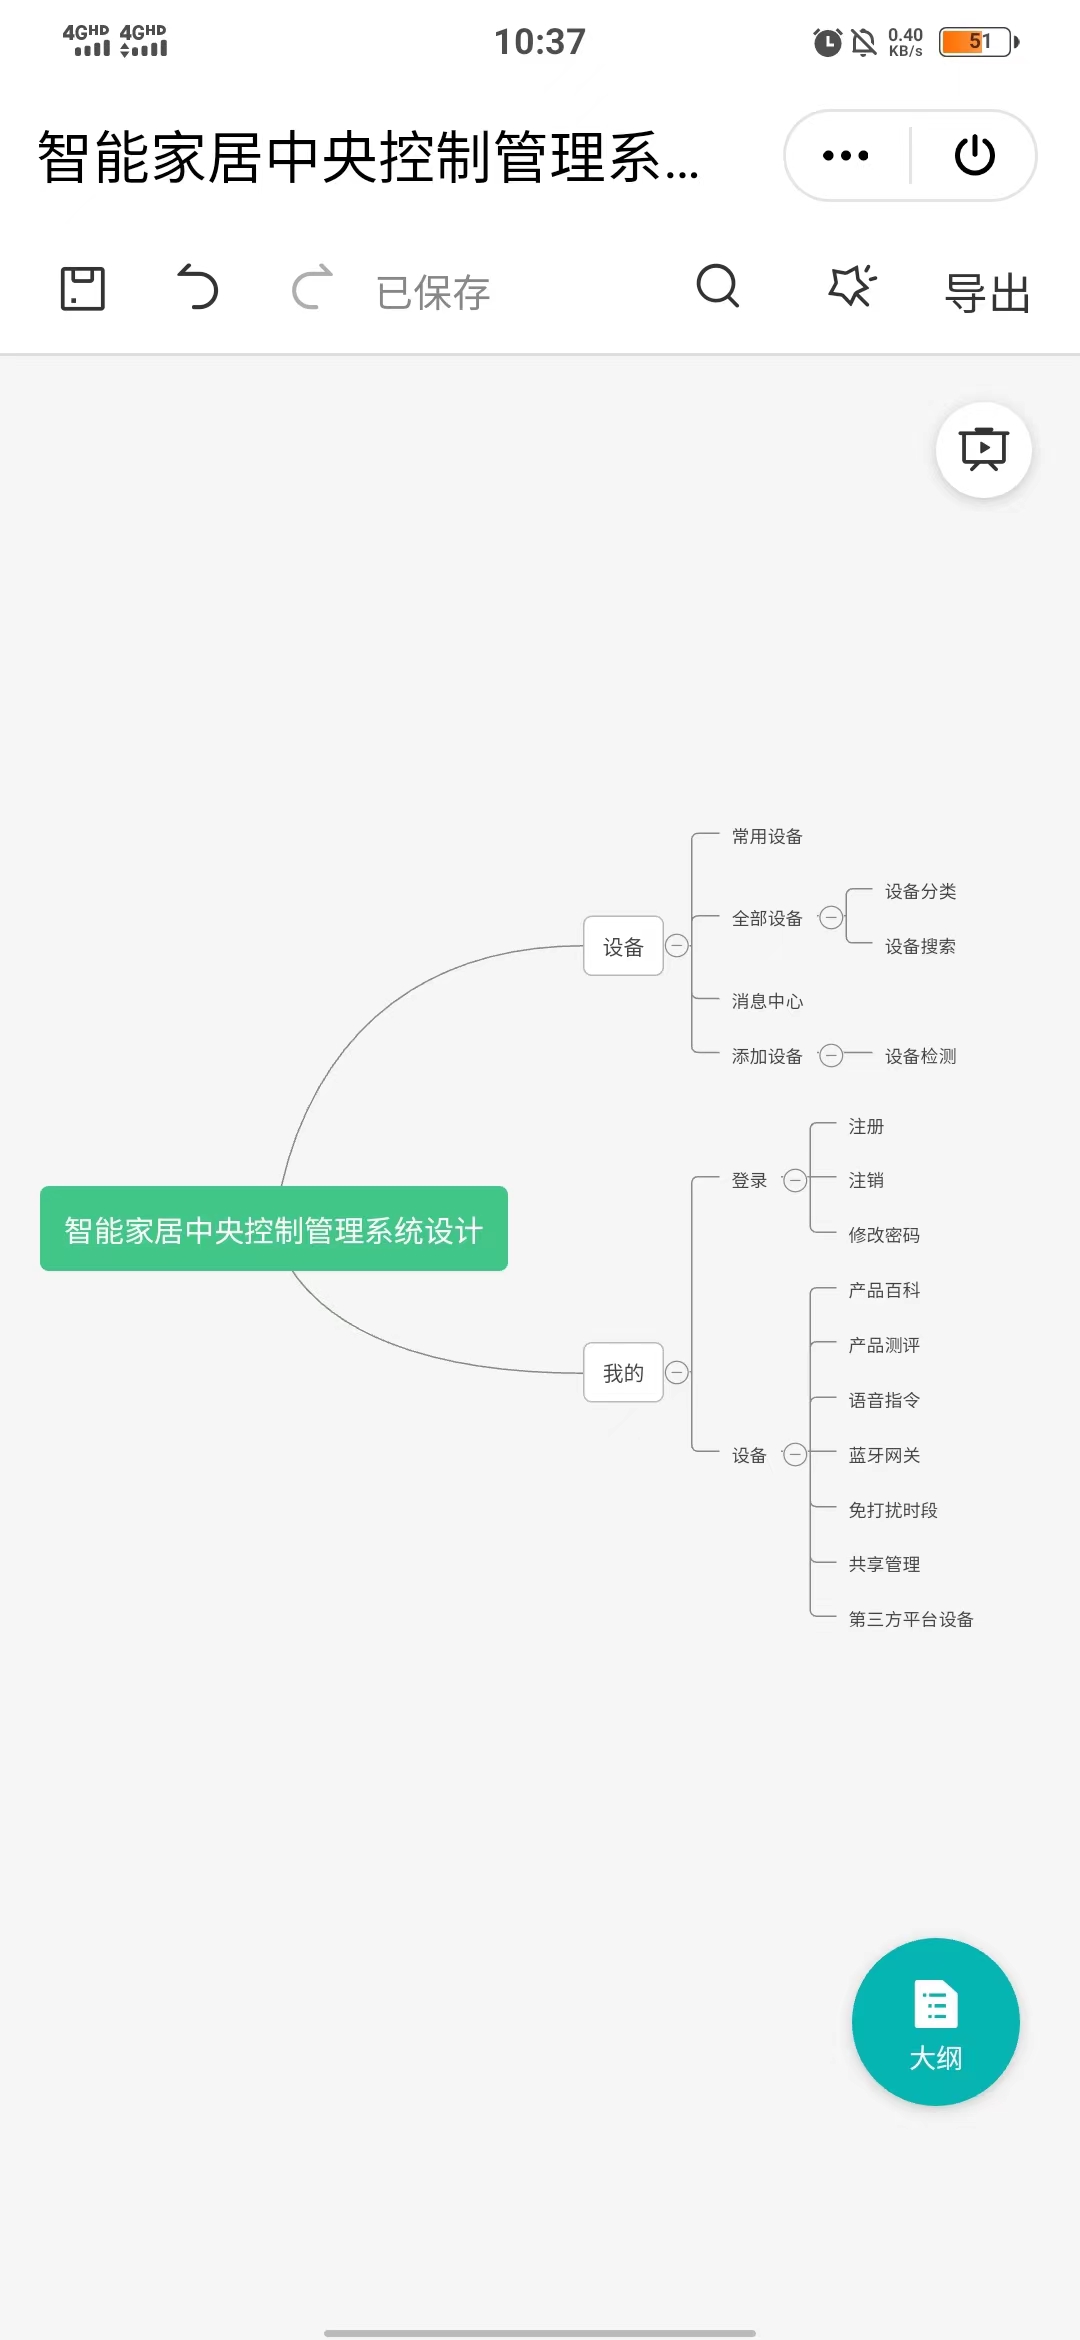 4GHD 4GHD
10:37
0.40
KB/s
51
智能家居中央控制管理系...
已保存
导出
常用设备
设备分类
全部设备
设备
设备搜索
消息中心
添加设备
设备检测
注册
登录
注销
智能家居中央控制管理系统设计
修改密码
产品百科
产品测评
我的
语音指令
设备
蓝牙网关
免打扰时段
共享管理
第三方平台设备
大纲